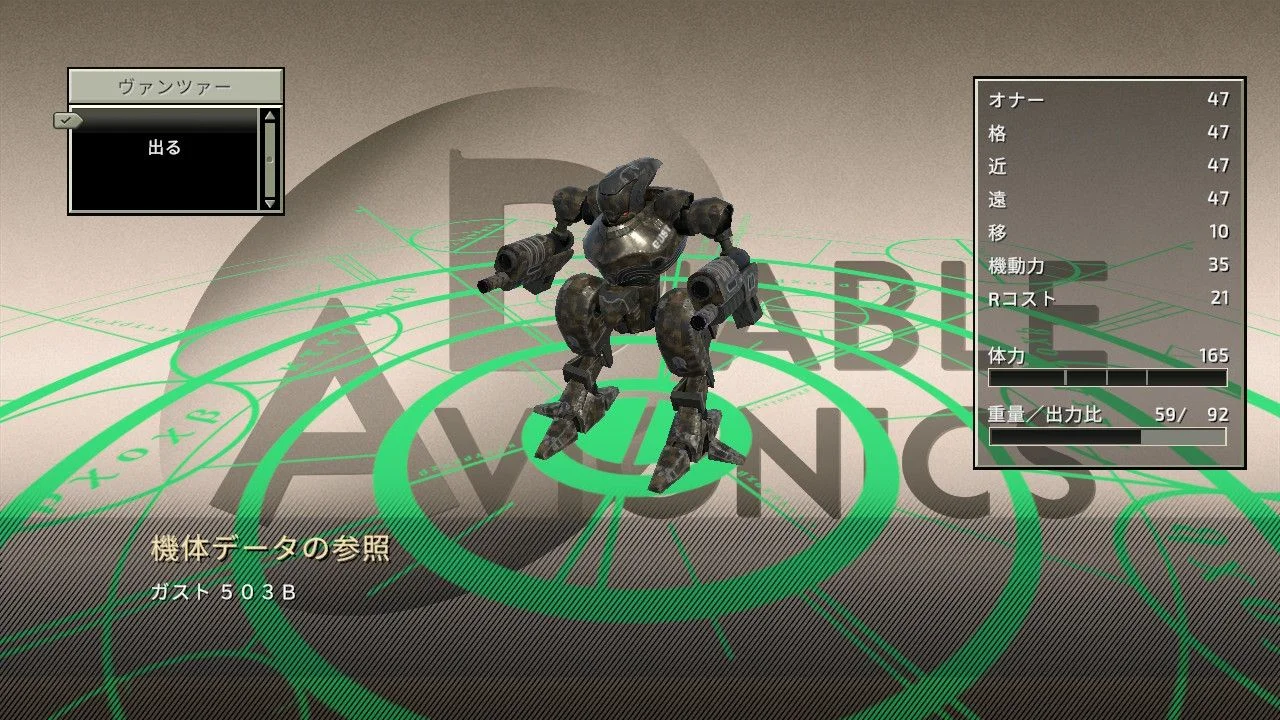 ヴァンツァー
出る
オナー 47
格 47
近 47
遠 47
移 10
機動力 35
Rコスト 21
体力 165
重量／出力比 59/ 92
DIABLE
AVIONICS
機体データの参照
ガスト５０３Ｂ